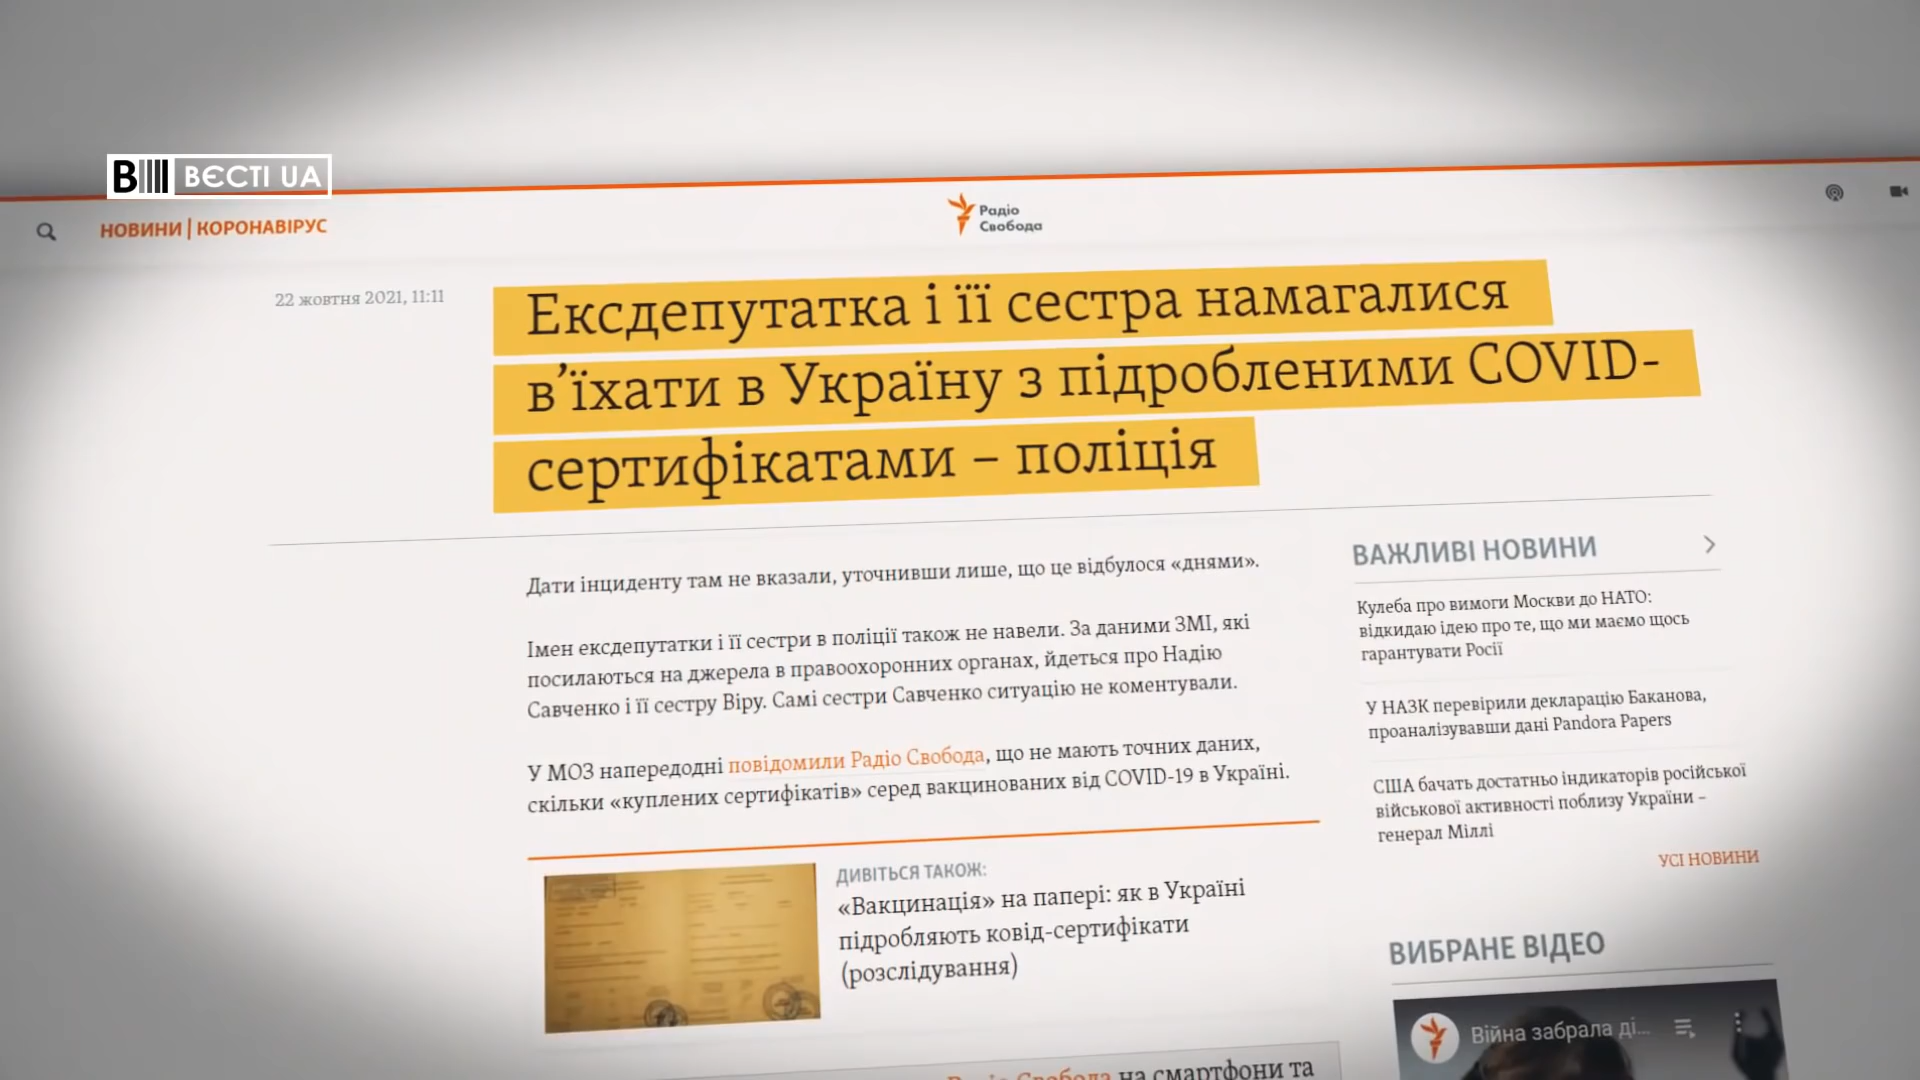 ВЄСТІ UA
НОВИНИ | КОРОНАВІРУС
Радіо
Свобода
22 жовтня 2021, 11:11
Ексдепутатка і її сестра намагалися
в’їхати в Україну з підробленими COVID-
сертифікатами – поліція
Дати інциденту там не вказали, уточнивши лише, що це відбулося «днями».
Імен ексдепутатки і її сестри в поліції також не навели. За даними ЗМІ, які
посилаються на джерела в правоохоронних органах, йдеться про Надію
Савченко і її сестру Віру. Самі сестри Савченко ситуацію не коментували.
У МОЗ напередодні повідомили Радіо Свобода, що не мають точних даних,
скільки «куплених сертифікатів» серед вакцинованих від COVID-19 в Україні.
ДИВІТЬСЯ ТАКОЖ:
«Вакцинація» на папері: як в Україні
підробляють ковід-сертифікати
(розслідування)
Радіо Свобода на смартфони та
ВАЖЛИВІ НОВИНИ
Кулеба про вимоги Москви до НАТО:
відкидаю ідею про те, що ми маємо щось
гарантувати Росії
У НАЗК перевірили декларацію Баканова,
проаналізувавши дані Pandora Papers
США бачать достатньо індикаторів російської
військової активності поблизу України –
генерал Міллі
УСІ НОВИНИ
ВИБРАНЕ ВІДЕО
Війна забрала ді...